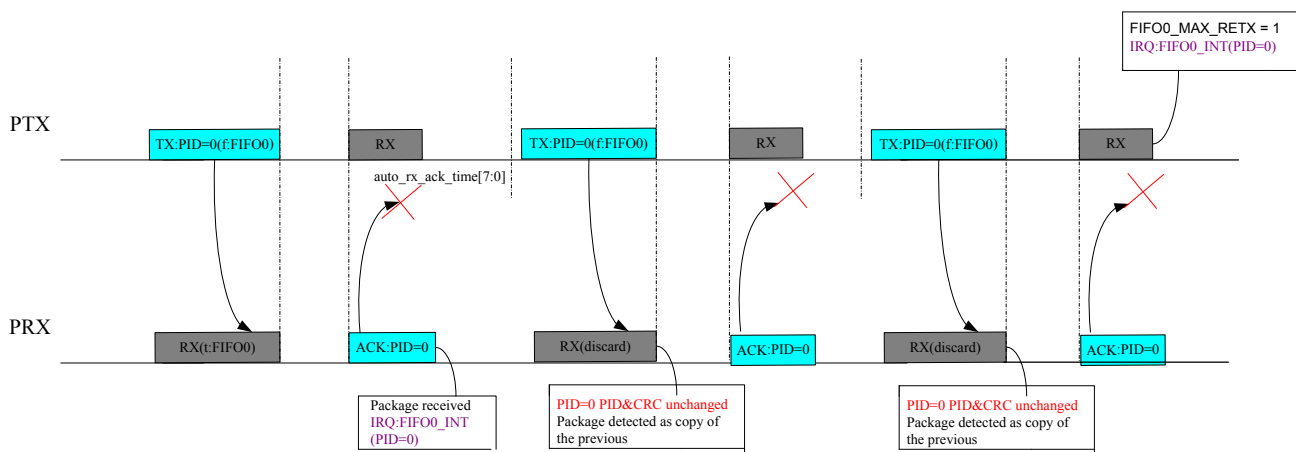 FIFO0_MAX_RETX = 1
IRQ:FIFO0_INT(PID=0)
PTX
TX:PID=0(f:FIFO0)
RX
TX:PID=0(f:FIFO0)
RX
TX:PID=0(f:FIFO0)
RX
auto_rx_ack_time[7:0]
PRX
RX(t:FIFO0)
ACK:PID=0
RX(discard)
ACK:PID=0
RX(discard)
ACK:PID=0
Package received
IRQ:FIFO0_INT
(PID=0)
PID=0 PID&CRC unchanged
Package detected as copy of
the previous
PID=0 PID&CRC unchanged
Package detected as copy of
the previous